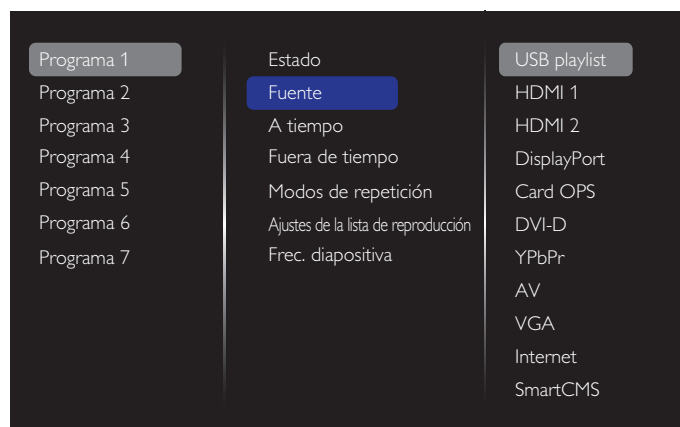 Programa 1
Programa 2
Programa 3
Programa 4
Programa 5
Programa 6
Programa 7
Estado
Fuente
A tiempo
Fuera de tiempo
Modos de repetición
Ajustes de la lista de reproducción
Frec. diapositiva
USB playlist
HDMI 1
HDMI 2
DisplayPort
Card OPS
DVI-D
YPbPr
AV
VGA
Internet
SmartCMS